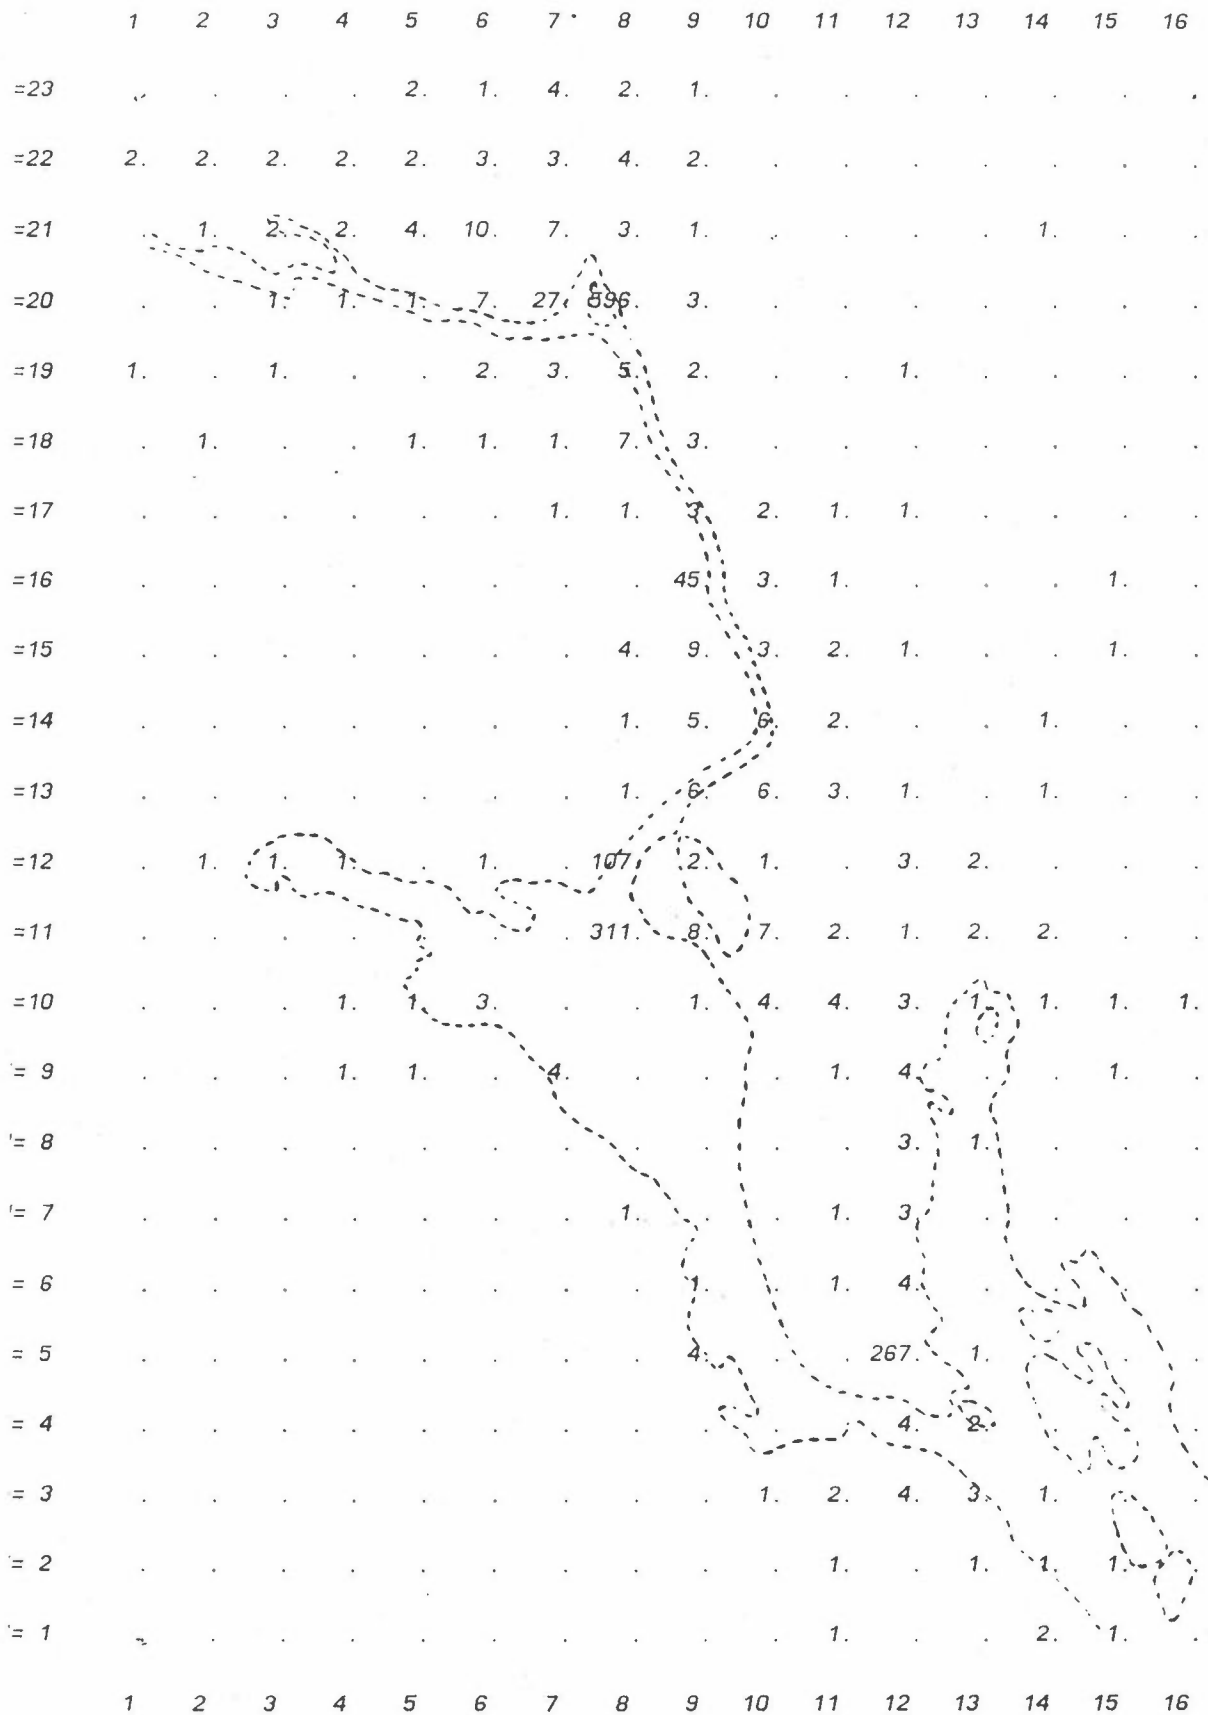 1 2 3 4 5 6 7 8 9 10 11 12 13 14 15 16
=23 . . . . 2. 1. 4. 2. 1. . . . . . . .
=22 2. 2. 2. 2. 2. 3. 3. 4. 2. . . . . . . .
=21 . 1. 2. 2. 4. 10. 7. 3. 1. . . . . 1. . .
=20 . . 1. 1. 1. 7. 27. 896. 3. . . . . . . .
=19 1. . 1. . . 2. 3. 5. 2. . . 1. . . . .
=18 . 1. . . 1. 1. 1. 7. 3. . . . . . . .
=17 . . . . . . 1. 1. 3. 2. 1. 1. . . . .
=16 . . . . . . . . 45 3. 1. . . . 1. .
=15 . . . . . . . 4. 9. 3. 2. 1. . . 1. .
=14 . . . . . . . 1. 5. 6. 2. . . 1. . .
=13 . . . . . . . 1. 6. 6. 3. 1. . 1. . .
=12 . 1. 1. 1. . 1. . 107 2. 1. . 3. 2. . . .
=11 . . . . . . . 311. 8. 7. 2. 1. 2. 2. . .
=10 . . . 1. 1. 3. . . 1. 4. 4. 3. 1. 1. 1. 1.
= 9 . . . 1. 1. . 4. . . . 1. 4. . . 1. .
= 8 . . . . . . . . . . . 3. 1. . . .
= 7 . . . . . . . 1. . . 1. 3. . . . .
= 6 . . . . . . . . 1. . 1. 4. . . . .
= 5 . . . . . . . . 4. . . 267. 1. . . .
= 4 . . . . . . . . . . . 4. 2. . . .
= 3 . . . . . . . . . 1. 2. 4. 3. 1. . .
= 2 . . . . . . . . . . 1. . 1. 1. 1. .
= 1 . . . . . . . . . . 1. . . 2. 1. .
1 2 3 4 5 6 7 8 9 10 11 12 13 14 15 16